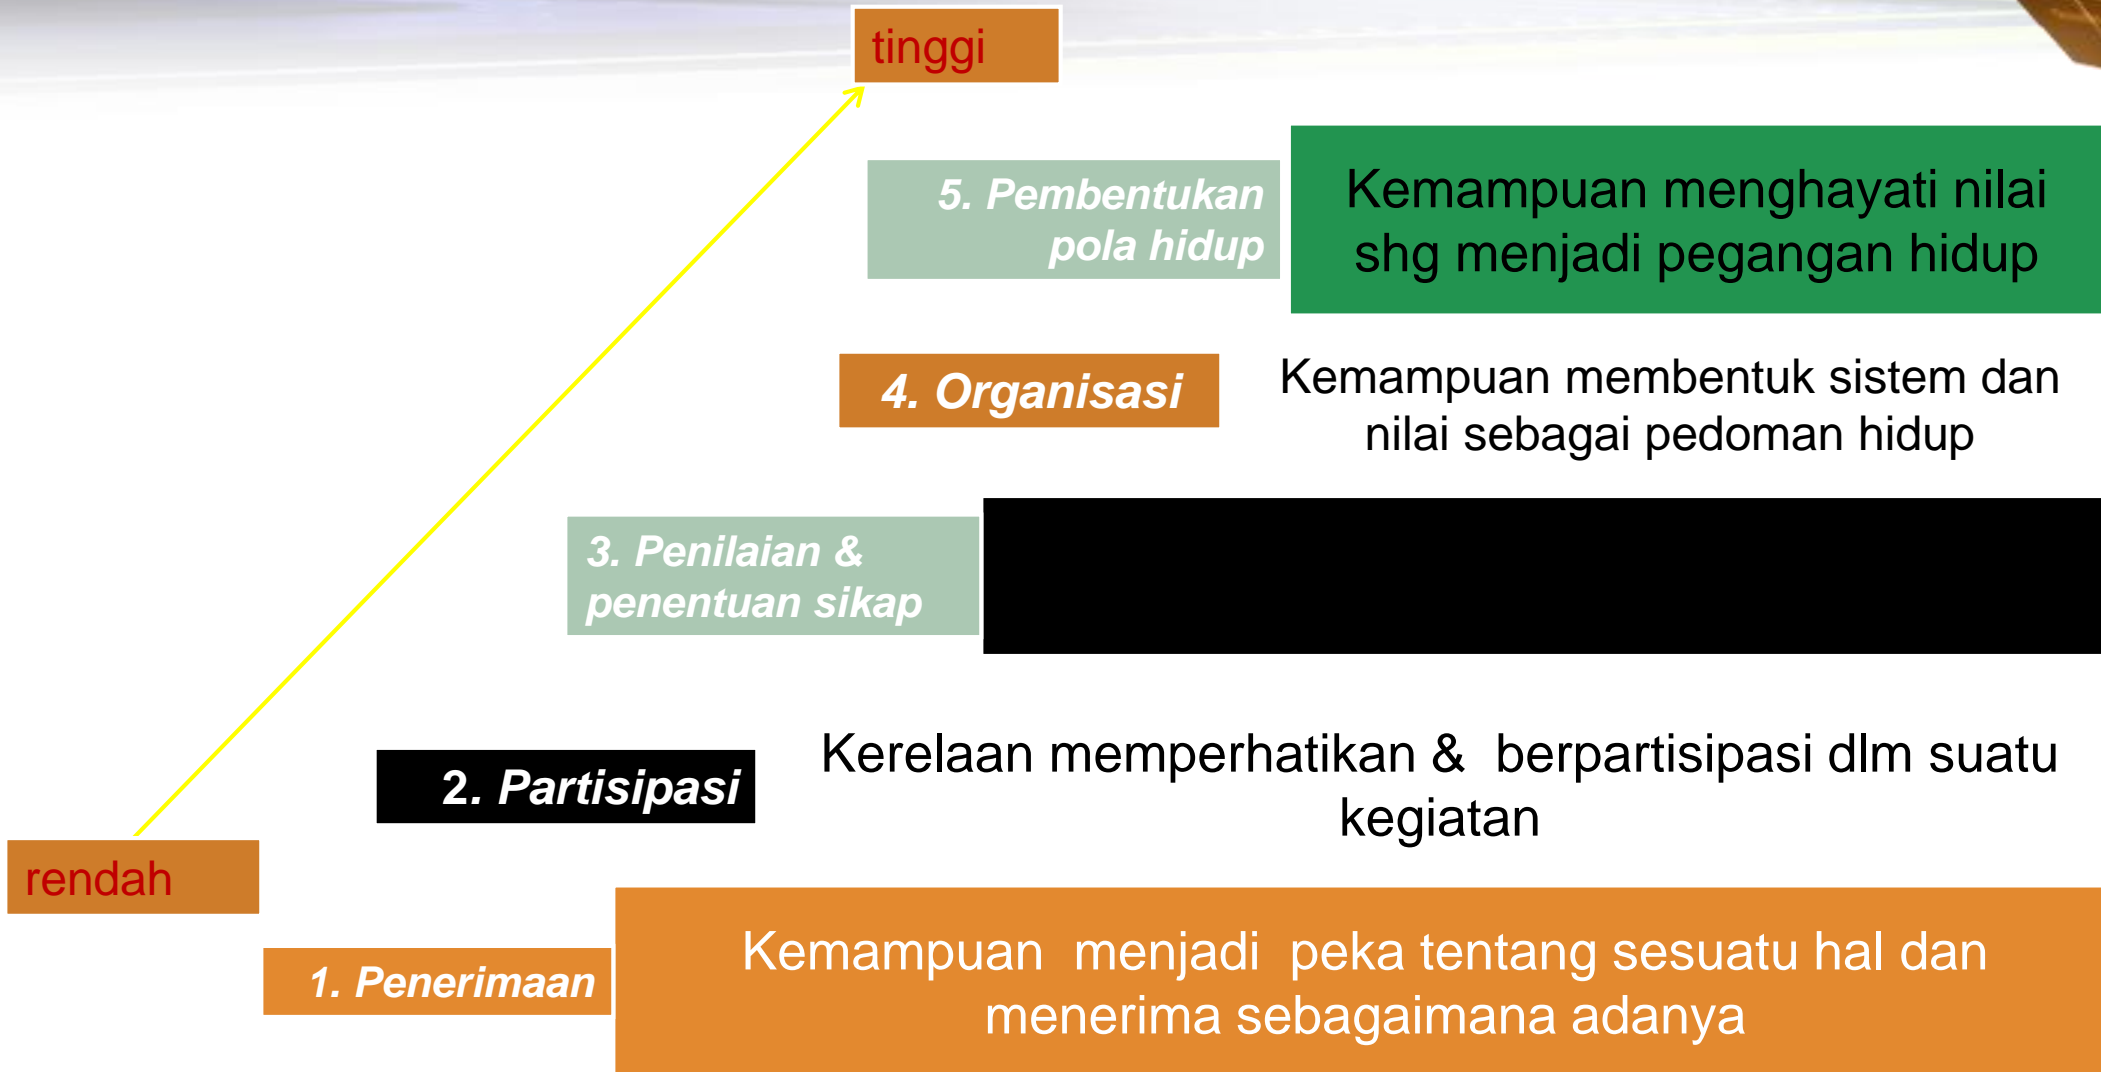 tinggi
5. Pembentukan
pola hidup
Kemampuan menghayati nilai
shg menjadi pegangan hidup
4. Organisasi
Kemampuan membentuk sistem dan
nilai sebagai pedoman hidup
3. Penilaian &
penentuan sikap
2. Partisipasi
Kerelaan memperhatikan & berpartisipasi dlm suatu
kegiatan
rendah
1. Penerimaan
Kemampuan menjadi peka tentang sesuatu hal dan
menerima sebagaimana adanya